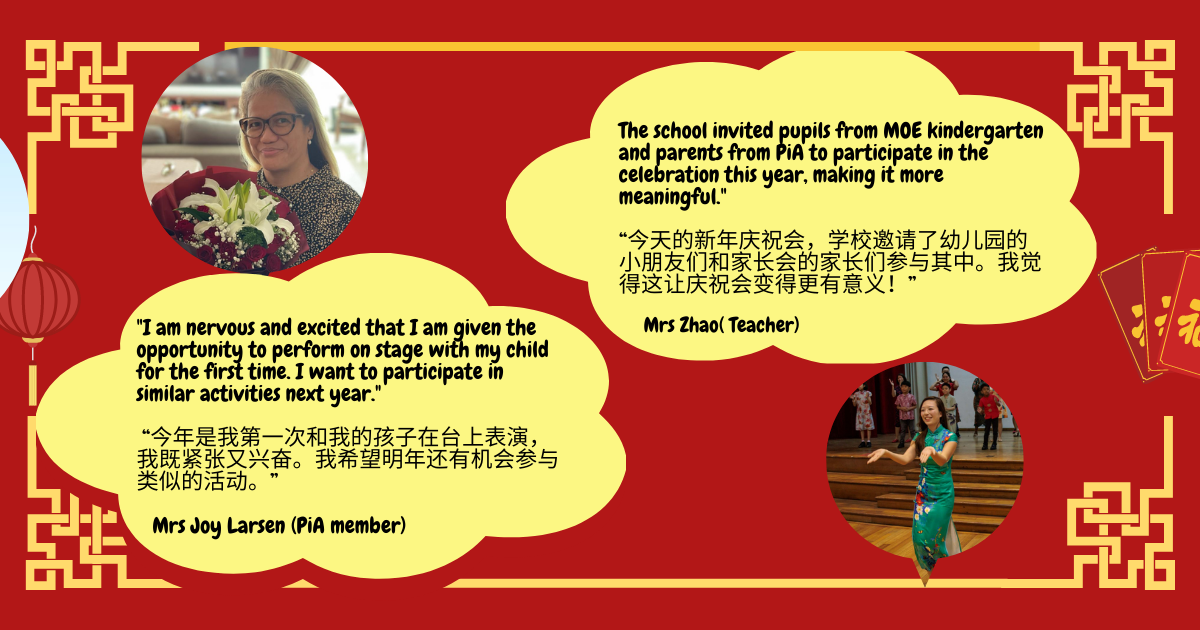 "I am nervous and excited that I am given the
opportunity to perform on stage with my child
for the first time. I want to participate in
similar activities next year."
“今年是我第一次和我的孩子在台上表演，
我既紧张又兴奋。我希望明年还有机会参与
类似的活动。”
Mrs Joy Larsen (PiA member)
The school invited pupils from MOE kindergarten
and parents from PiA to participate in the
celebration this year, making it more
meaningful."
“今天的新年庆祝会，学校邀请了幼儿园的
小朋友们和家长会的家长们参与其中。我觉
得这让庆祝会变得更有意义！”
Mrs Zhao( Teacher)
福